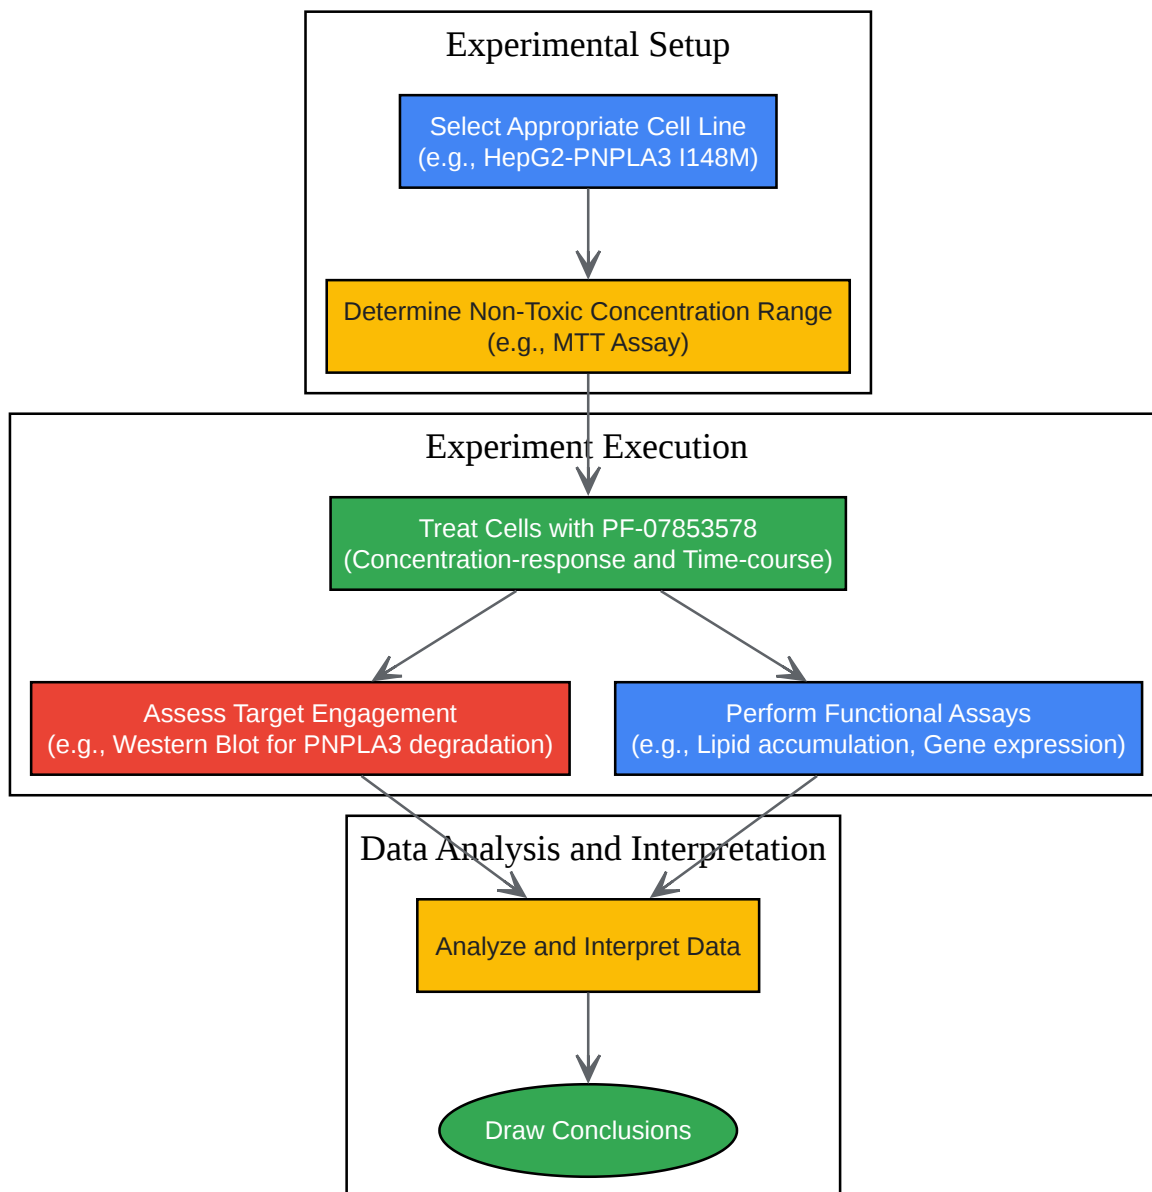 Experimental Setup
Select Appropriate Cell Line
(e.g., HepG2-PNPLA3 I148M)
Determine Non-Toxic Concentration Range
(e.g., MTT Assay)
Experiment Execution
Treat Cells with PF-07853578
(Concentration-response and Time-course)
Assess Target Engagement
(e.g., Western Blot for PNPLA3 degradation)
Perform Functional Assays
(e.g., Lipid accumulation, Gene expression)
Data Analysis and Interpretation
Analyze and Interpret Data
Draw Conclusions